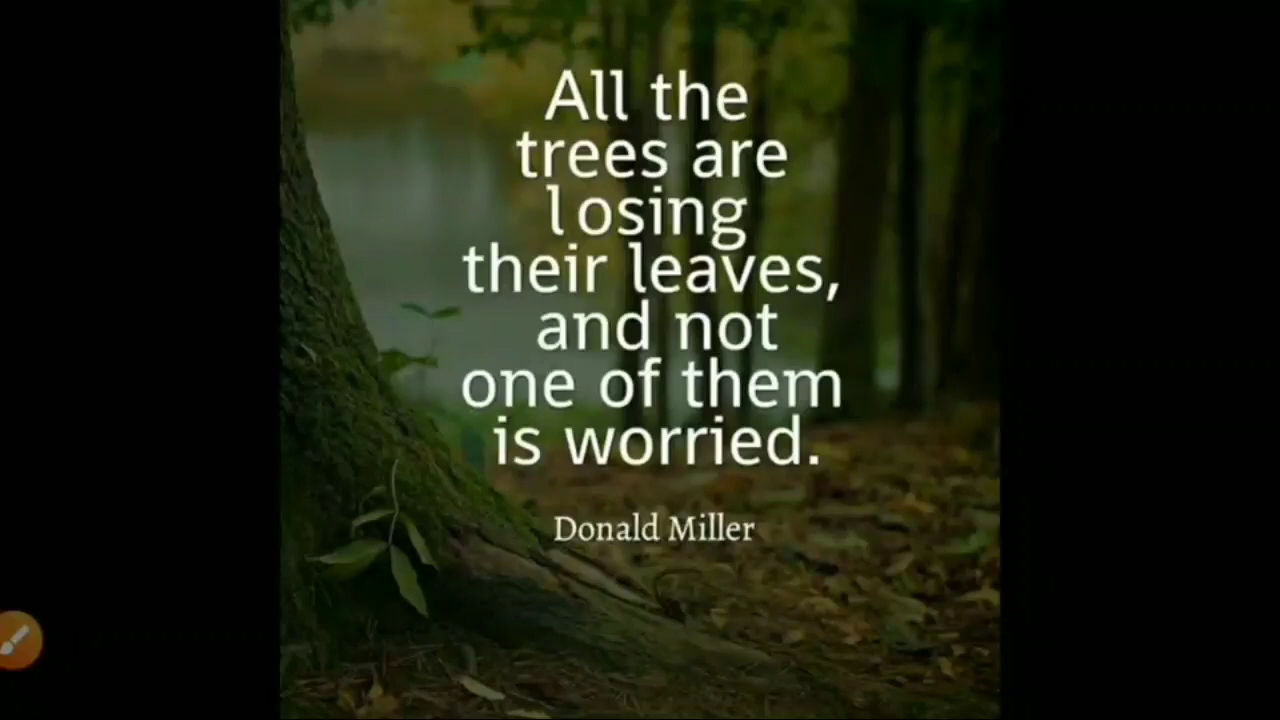 All the
trees are
losing
their leaves,
and not
one of them
is worried.
Donald Miller